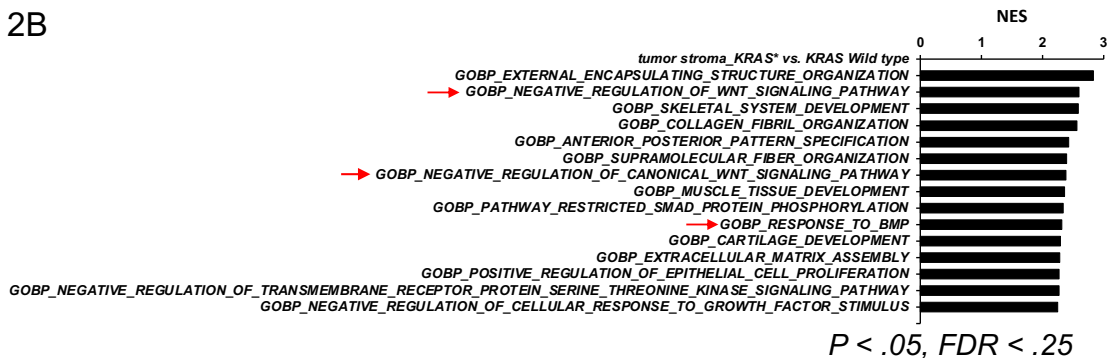 2B
NES
0 1 2 3
tumor stroma_KRAS* vs. KRAS Wild type
GOBP_EXTERNAL_ENCAPSULATING_STRUCTURE_ORGANIZATION
GOBP_NEGATIVE_REGULATION_OF_WNT_SIGNALING_PATHWAY
GOBP_SKELETAL_SYSTEM_DEVELOPMENT
GOBP_COLLAGEN_FIBRIL_ORGANIZATION
GOBP_ANTERIOR_POSTERIOR_PATTERN_SPECIFICATION
GOBP_SUPRAMOLECULAR_FIBER_ORGANIZATION
GOBP_NEGATIVE_REGULATION_OF_CANONICAL_WNT_SIGNALING_PATHWAY
GOBP_MUSCLE_TISSUE_DEVELOPMENT
GOBP_PATHWAY_RESTRICTED_SMAD_PROTEIN_PHOSPHORYLATION
GOBP_RESPONSE_TO_BMP
GOBP_CARTILAGE_DEVELOPMENT
GOBP_EXTRACELLULAR_MATRIX_ASSEMBLY
GOBP_POSITIVE_REGULATION_OF_EPITHELIAL_CELL_PROLIFERATION
GOBP_NEGATIVE_REGULATION_OF_TRANSMEMBRANE_RECEPTOR_PROTEIN_SERINE_THREONINE_KINASE_SIGNALING_PATHWAY
GOBP_NEGATIVE_REGULATION_OF_CELLULAR_RESPONSE_TO_GROWTH_FACTOR_STIMULUS
P < .05, FDR < .25